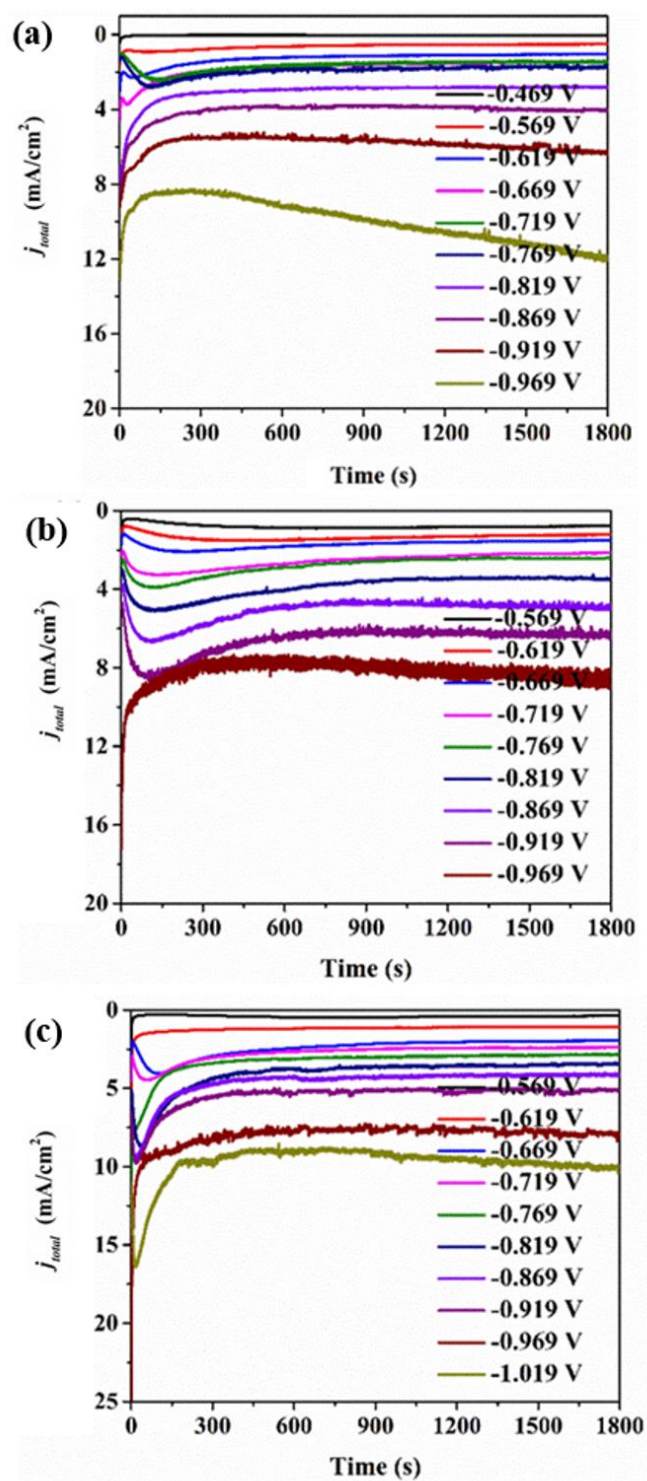 (a)
0
4
8
12
16
20
j_total (mA/cm²)
-0.469 V
-0.569 V
-0.619 V
-0.669 V
-0.719 V
-0.769 V
-0.819 V
-0.869 V
-0.919 V
-0.969 V
0 300 600 900 1200 1500 1800
Time (s)
(b)
0
4
8
12
16
20
j_total (mA/cm²)
-0.569 V
-0.619 V
-0.669 V
-0.719 V
-0.769 V
-0.819 V
-0.869 V
-0.919 V
-0.969 V
0 300 600 900 1200 1500 1800
Time (s)
(c)
0
5
10
15
20
25
j_total (mA/cm²)
-0.569 V
-0.619 V
-0.669 V
-0.719 V
-0.769 V
-0.819 V
-0.869 V
-0.919 V
-0.969 V
-1.019 V
0 300 600 900 1200 1500 1800
Time (s)